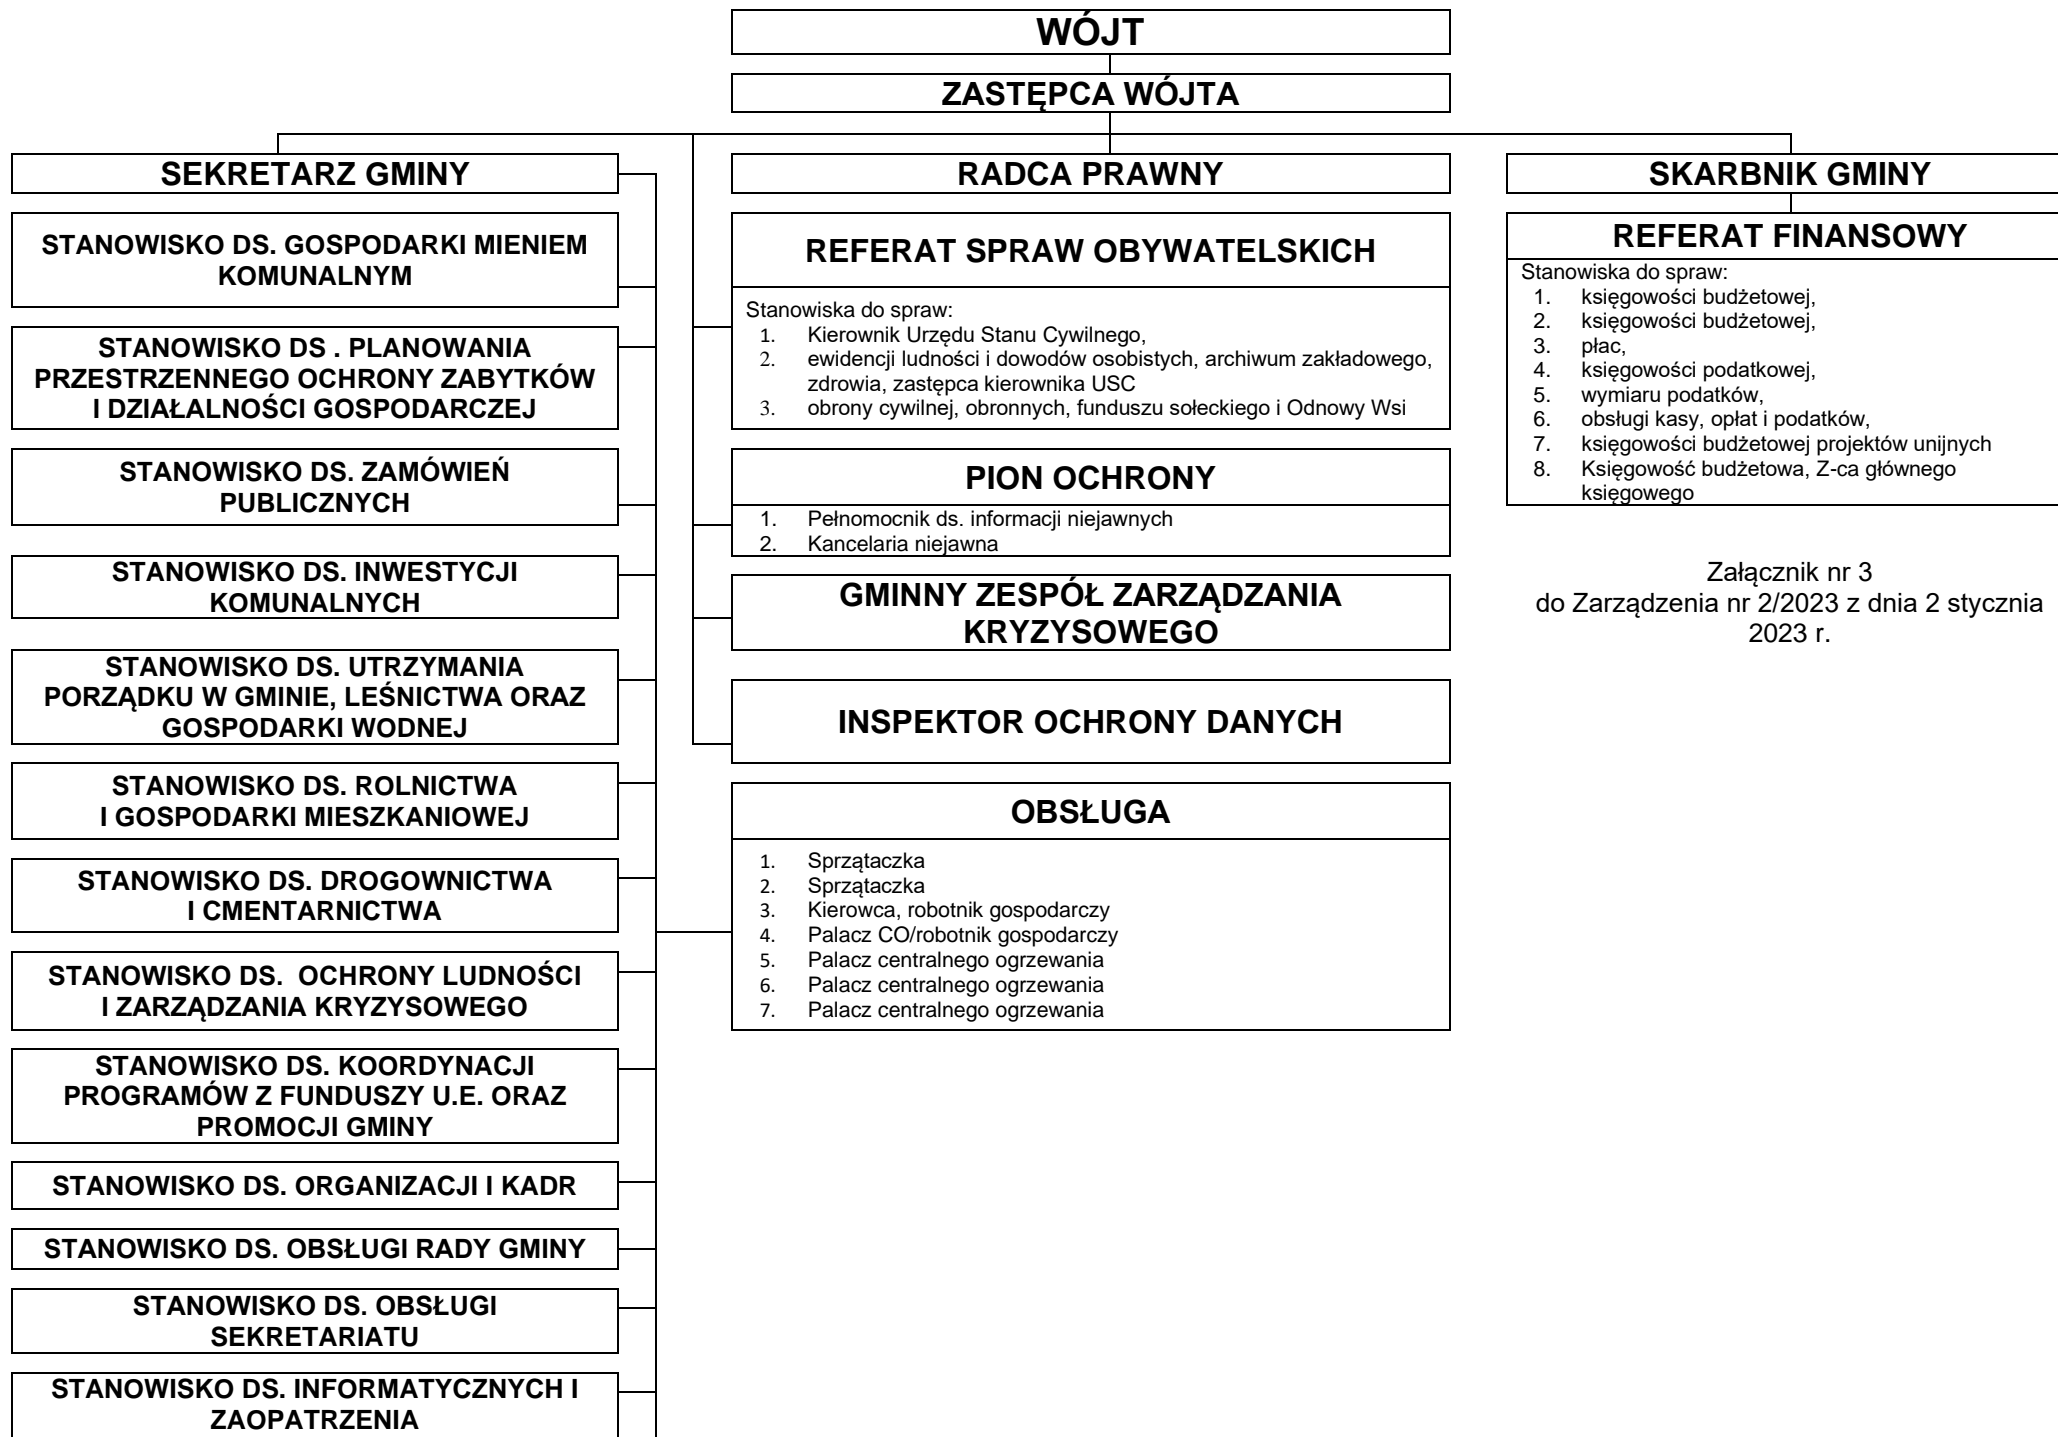 WÓJT
ZASTĘPCA WÓJTA
SEKRETARZ GMINY
STANOWISKO DS. GOSPODARKI MIENIEM
KOMUNALNYM
STANOWISKO DS . PLANOWANIA
PRZESTRZENNEGO OCHRONY ZABYTKÓW
I DZIAŁALNOŚCI GOSPODARCZEJ
STANOWISKO DS. ZAMÓWIEŃ
PUBLICZNYCH
STANOWISKO DS. INWESTYCJI
KOMUNALNYCH
STANOWISKO DS. UTRZYMANIA
PORZĄDKU W GMINIE, LEŚNICTWA ORAZ
GOSPODARKI WODNEJ
STANOWISKO DS. ROLNICTWA
I GOSPODARKI MIESZKANIOWEJ
STANOWISKO DS. DROGOWNICTWA
I CMENTARNICTWA
STANOWISKO DS. OCHRONY LUDNOŚCI
I ZARZĄDZANIA KRYZYSOWEGO
STANOWISKO DS. KOORDYNACJI
PROGRAMÓW Z FUNDUSZY U.E. ORAZ
PROMOCJI GMINY
STANOWISKO DS. ORGANIZACJI I KADR
STANOWISKO DS. OBSŁUGI RADY GMINY
STANOWISKO DS. OBSŁUGI
SEKRETARIATU
STANOWISKO DS. INFORMATYCZNYCH I
ZAOPATRZENIA
RADCA PRAWNY
REFERAT SPRAW OBYWATELSKICH
Stanowiska do spraw:
1. Kierownik Urzędu Stanu Cywilnego,
2. ewidencji ludności i dowodów osobistych, archiwum zakładowego,
zdrowia, zastępca kierownika USC
3. obrony cywilnej, obronnych, funduszu sołeckiego i Odnowy Wsi
PION OCHRONY
1. Pełnomocnik ds. informacji niejawnych
2. Kancelaria niejawna
GMINNY ZESPÓŁ ZARZĄDZANIA
KRYZYSOWEGO
INSPEKTOR OCHRONY DANYCH
OBSŁUGA
1. Sprzątaczka
2. Sprzątaczka
3. Kierowca, robotnik gospodarczy
4. Palacz CO/robotnik gospodarczy
5. Palacz centralnego ogrzewania
6. Palacz centralnego ogrzewania
7. Palacz centralnego ogrzewania
SKARBNIK GMINY
REFERAT FINANSOWY
Stanowiska do spraw:
1. księgowości budżetowej,
2. księgowości budżetowej,
3. płac,
4. księgowości podatkowej,
5. wymiaru podatków,
6. obsługi kasy, opłat i podatków,
7. księgowości budżetowej projektów unijnych
8. Księgowość budżetowa, Z-ca głównego
księgowego
Załącznik nr 3
do Zarządzenia nr 2/2023 z dnia 2 stycznia
2023 r.